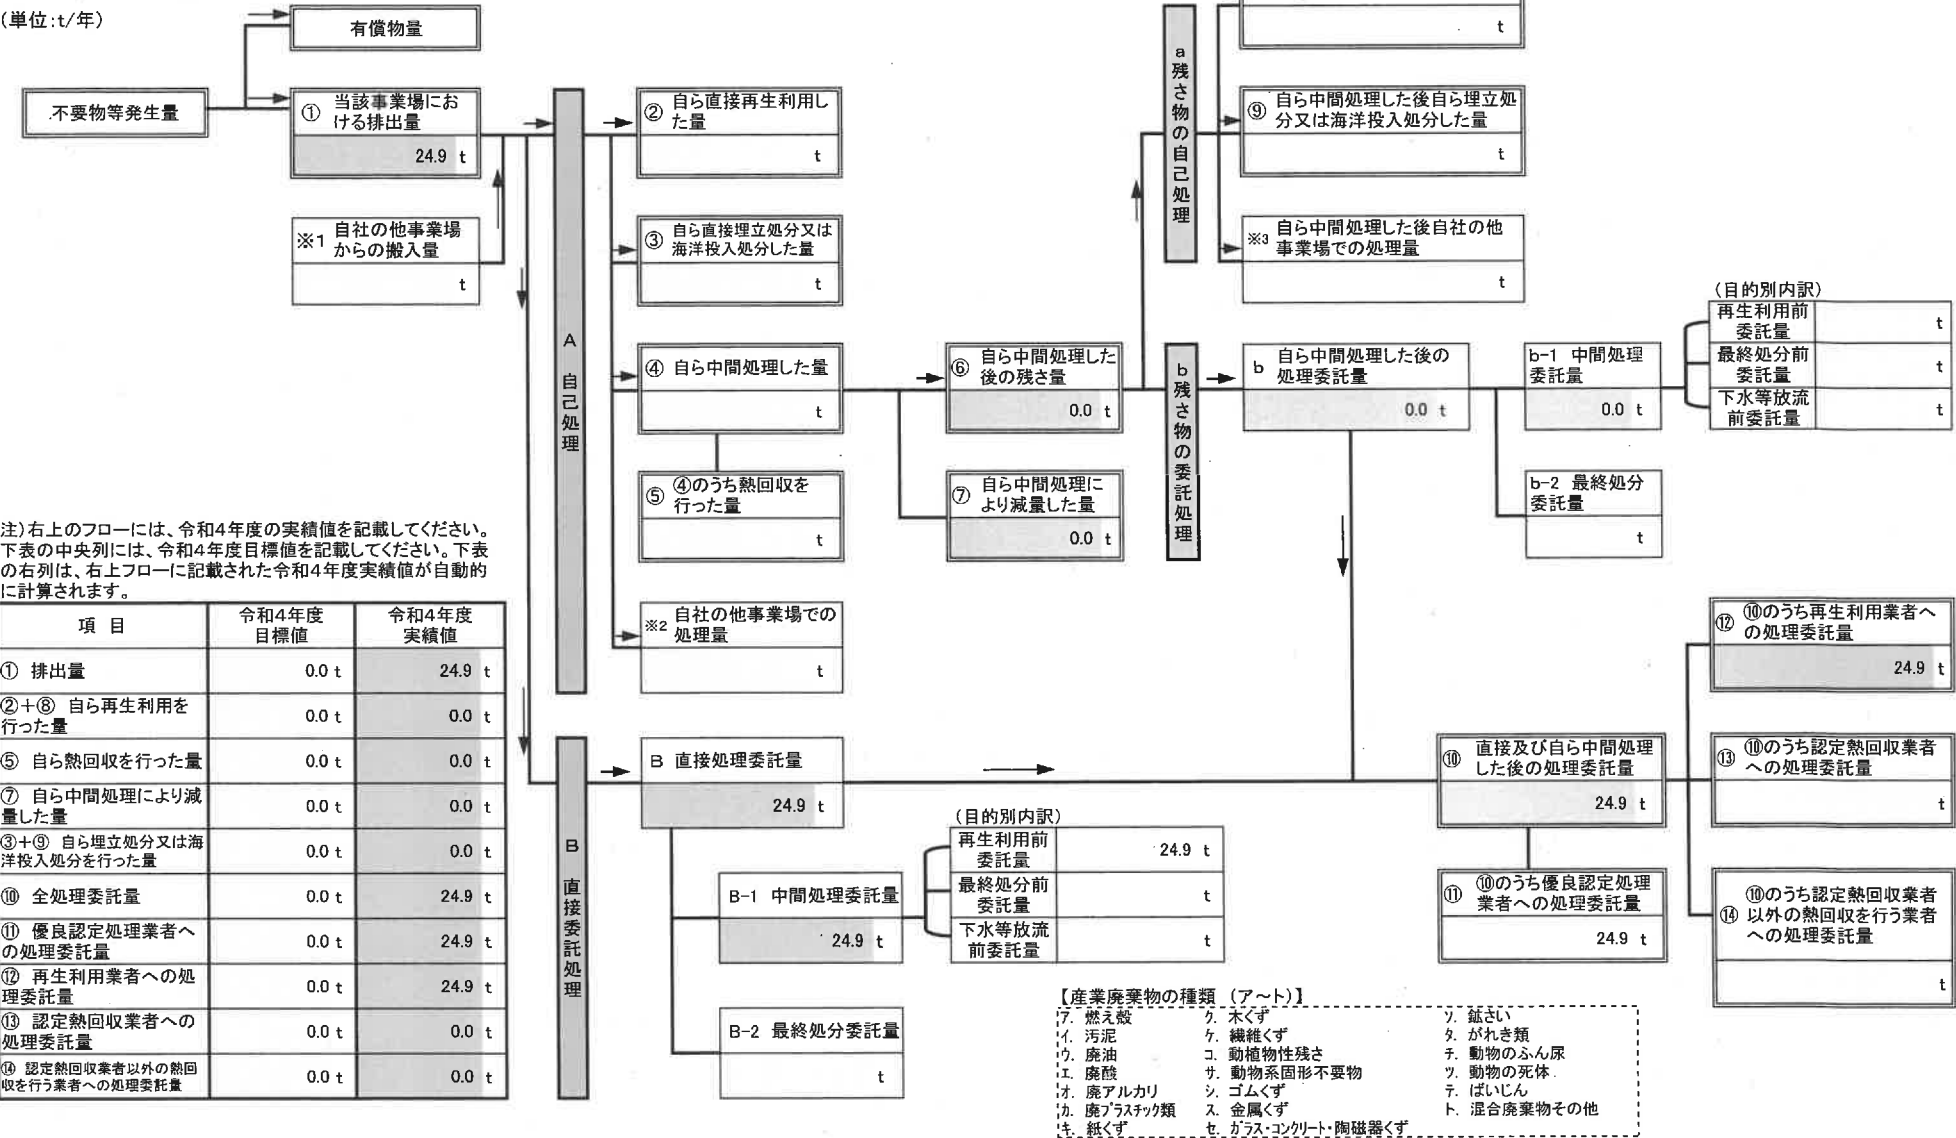 (単位:t/年)
有償物量
不要物等発生量
① 当該事業場にお
ける排出量
24.9 t
※1 自社の他事業場
からの搬入量
t
A 自己処理
② 自ら直接再生利用し
た量
t
③ 自ら直接埋立処分又は
海洋投入処分した量
t
④ 自ら中間処理した量
t
⑤ ④のうち熱回収を
行った量
t
※2 自社の他事業場での
処理量
t
⑥ 自ら中間処理した
後の残さ量
0.0 t
⑦ 自ら中間処理に
より減量した量
0.0 t
a 残さ物の自己処理
t
⑨ 自ら中間処理した後自ら埋立処
分又は海洋投入処分した量
t
※3 自ら中間処理した後自社の他
事業場での処理量
t
b 残さ物の委託処理
b 自ら中間処理した後の
処理委託量
0.0 t
b-1 中間処理
委託量
0.0 t
b-2 最終処分
委託量
t
(目的別内訳)
再生利用前
委託量
t
最終処分前
委託量
t
下水等放流
前委託量
t
注)右上のフローには、令和4年度の実績値を記載してください。
下表の中央列には、令和4年度目標値を記載してください。下表
の右列は、右上フローに記載された令和4年度実績値が自動的
に計算されます。
項 目 令和4年度 令和4年度
目標値 実績値
① 排出量 0.0 t 24.9 t
②+⑧ 自ら再生利用を
行った量 0.0 t 0.0 t
⑤ 自ら熱回収を行った量 0.0 t 0.0 t
⑦ 自ら中間処理により減
量した量 0.0 t 0.0 t
③+⑨ 自ら埋立処分又は海
洋投入処分を行った量 0.0 t 0.0 t
⑩ 全処理委託量 0.0 t 24.9 t
⑪ 優良認定処理業者へ
の処理委託量 0.0 t 24.9 t
⑫ 再生利用業者への処
理委託量 0.0 t 24.9 t
⑬ 認定熱回収業者への
処理委託量 0.0 t 0.0 t
⑭ 認定熱回収業者以外の熱回
収を行う業者への処理委託量 0.0 t 0.0 t
B 直接委託処理
B 直接処理委託量
24.9 t
B-1 中間処理委託量
24.9 t
B-2 最終処分委託量
t
(目的別内訳)
再生利用前
委託量
24.9 t
最終処分前
委託量
t
下水等放流
前委託量
t
⑩ 直接及び自ら中間処理
した後の処理委託量
24.9 t
⑪ ⑩のうち優良認定処理
業者への処理委託量
24.9 t
⑫ ⑩のうち再生利用業者へ
の処理委託量
24.9 t
⑬ ⑩のうち認定熱回収業者
への処理委託量
t
⑭ ⑩のうち認定熱回収業者
以外の熱回収を行う業者
への処理委託量
t
【産業廃棄物の種類 (ア~ト)】
ア. 燃え殻 ク. 木くず ソ. 鉱さい
イ. 汚泥 ケ. 繊維くず タ. がれき類
ウ. 廃油 コ. 動植物性残さ チ. 動物のふん尿
エ. 廃酸 サ. 動物系固形不要物 ツ. 動物の死体
オ. 廃アルカリ シ. ゴムくず テ. ばいじん
カ. 廃プラスチック類 ス. 金属くず ト. 混合廃棄物その他
キ. 紙くず セ. ガラス・コンクリート・陶磁器くず